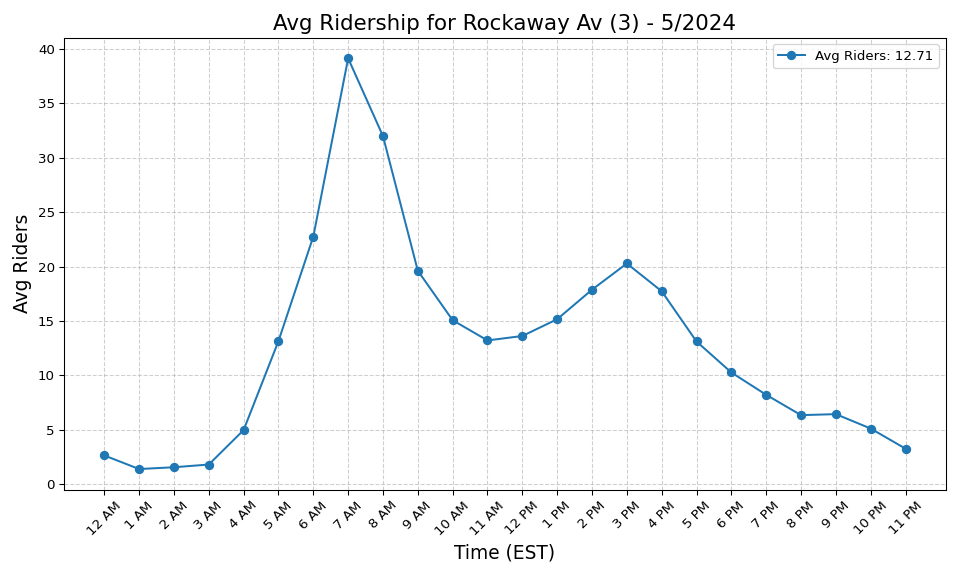 Avg Ridership for Rockaway Av (3) - 5/2024
Avg Riders: 12.71
Avg Riders
40
35
30
25
20
15
10
5
0
12 AM
1 AM
2 AM
3 AM
4 AM
5 AM
6 AM
7 AM
8 AM
9 AM
10 AM
11 AM
12 PM
1 PM
2 PM
3 PM
4 PM
5 PM
6 PM
7 PM
8 PM
9 PM
10 PM
11 PM
Time (EST)